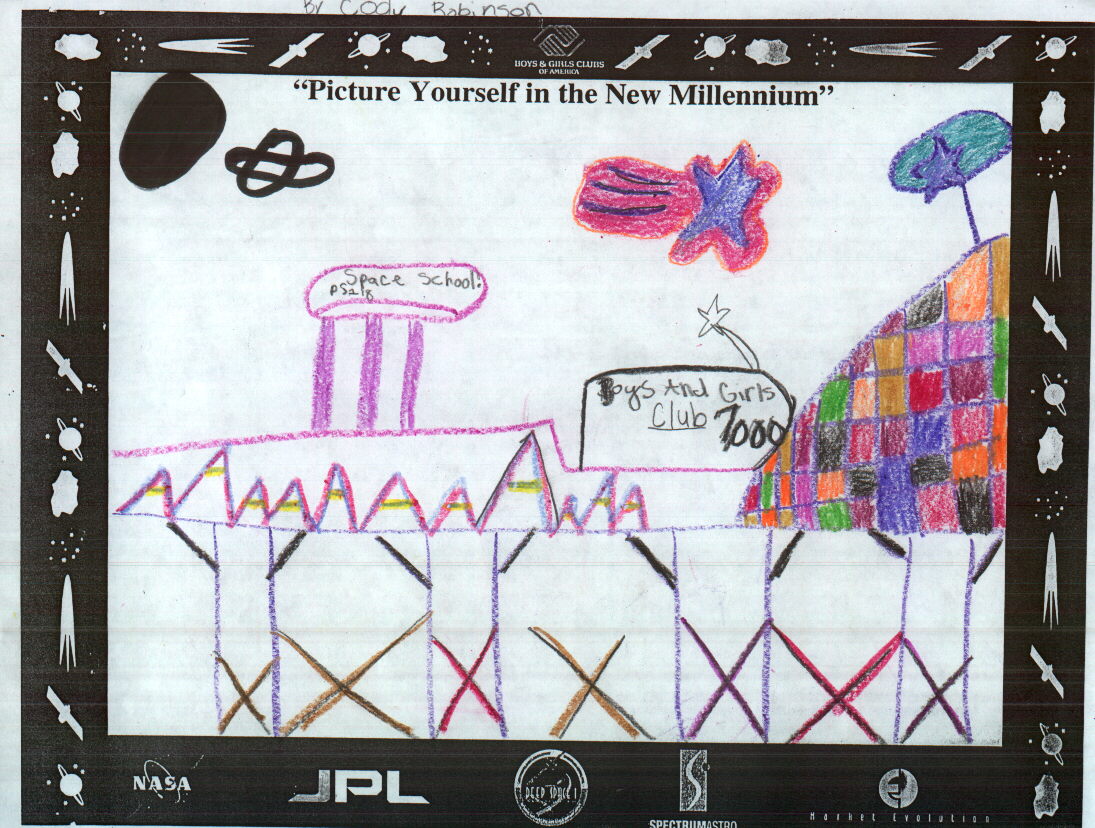 By Cody Robinson
BOYS & GIRLS CLUBS
OF AMERICA
“Picture Yourself in the New Millennium”
Space School!
Boys And Girls
Club 7000
NASA
JPL
DEEP SPACE 1
SPECTRUMASTRO
Market Evolution